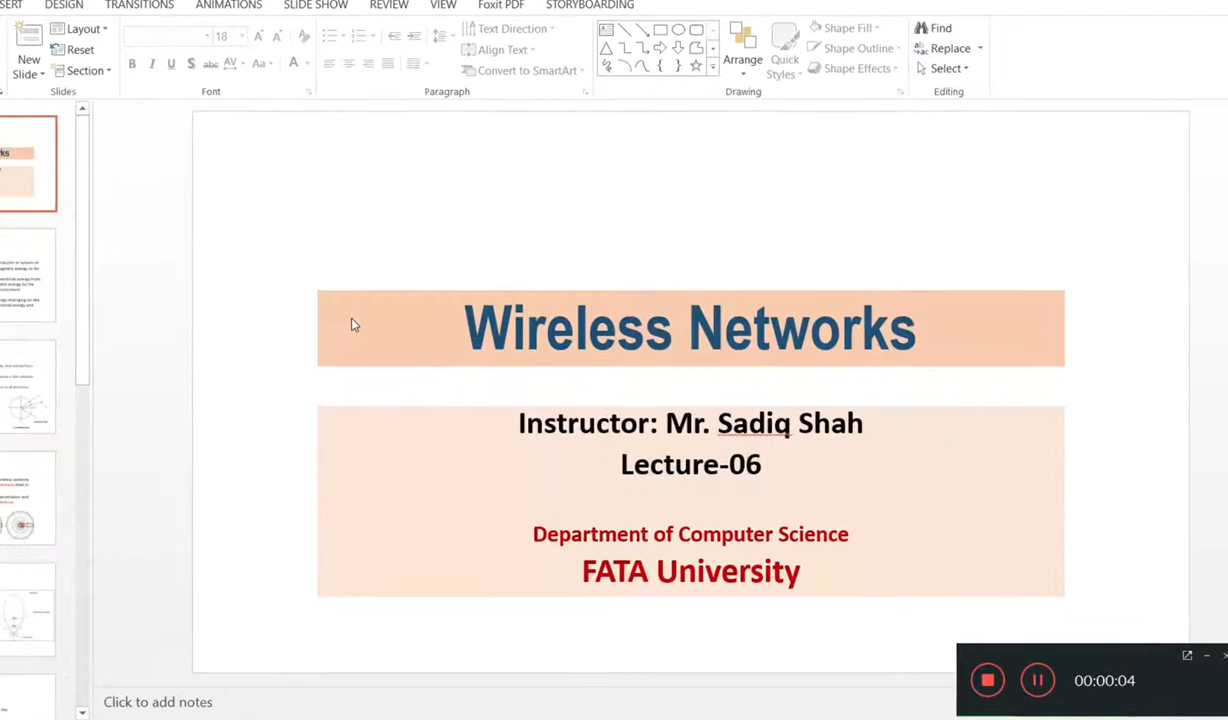 SERT DESIGN TRANSITIONS ANIMATIONS SLIDE SHOW REVIEW VIEW Foxit PDF STORYBOARDING
New Slide
Layout
Reset
Section
Slides
18
B I U S abc AV Aa A
Font
Text Direction
Align Text
Convert to SmartArt
Paragraph
Arrange
Quick Styles
Shape Fill
Shape Outline
Shape Effects
Drawing
Find
Replace
Select
Editing
Wireless Networks
Instructor: Mr. Sadiq Shah
Lecture-06
Department of Computer Science
FATA University
Click to add notes
00:00:04